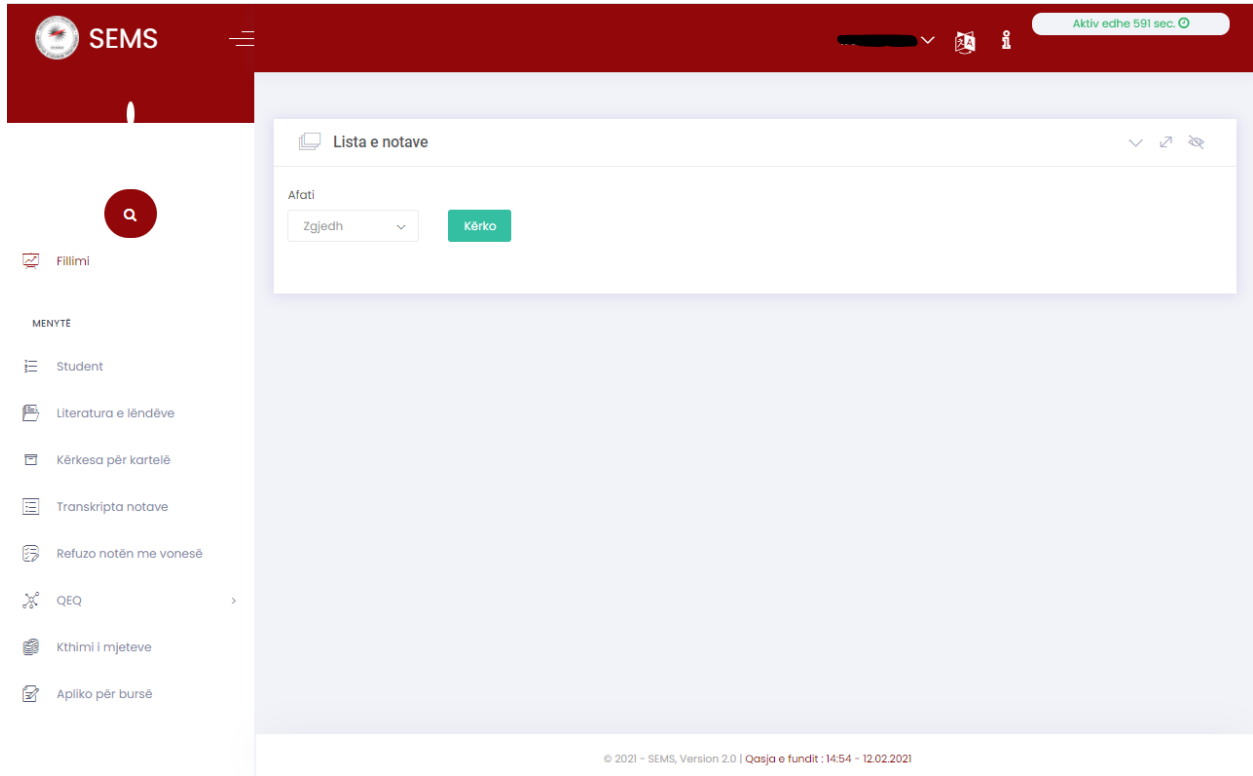 SEMS
Aktiv edhe 591 sec.
Lista e notave
Afati
Zgjedh
Kërko
Fillimi
MENYTË
Student
Literatura e lëndëve
Kërkesa për kartelë
Transkripta notave
Refuzo notën me vonesë
QEQ
Kthimi i mjeteve
Apliko për bursë
© 2021 - SEMS, Version 2.0 | Qasja e fundit : 14:54 - 12.02.2021